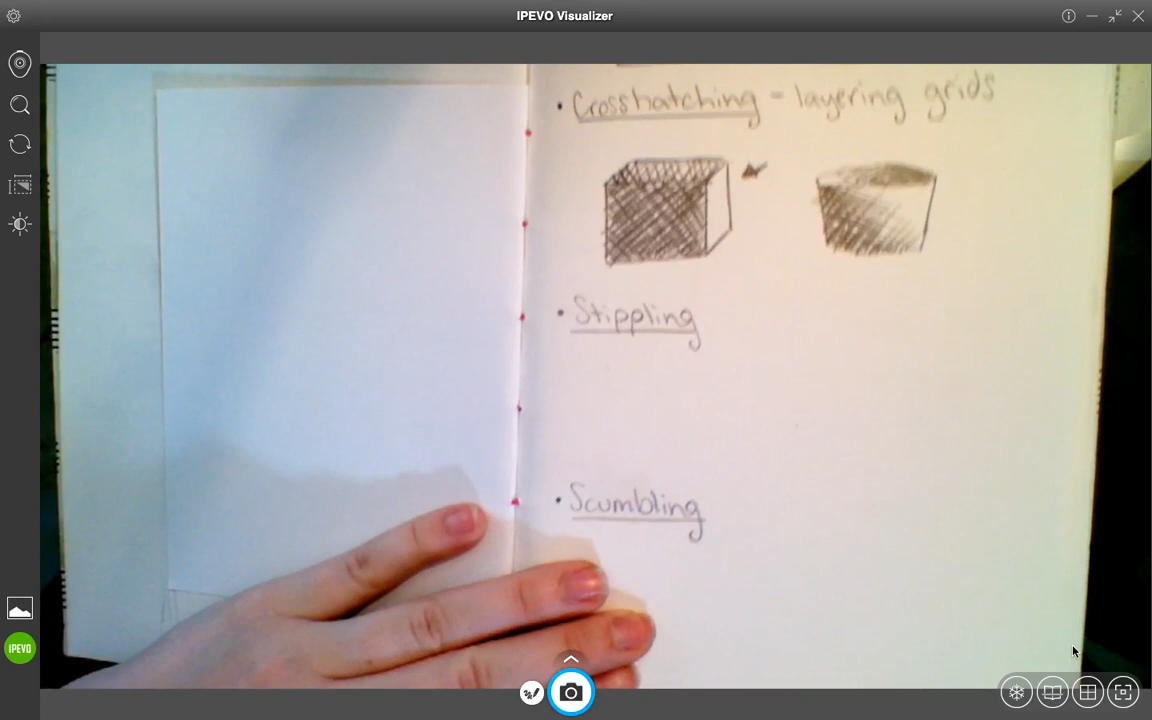 IPEVO Visualizer
• Crosshatching = layering grids
• Stippling
• Scumbling
IPEVO